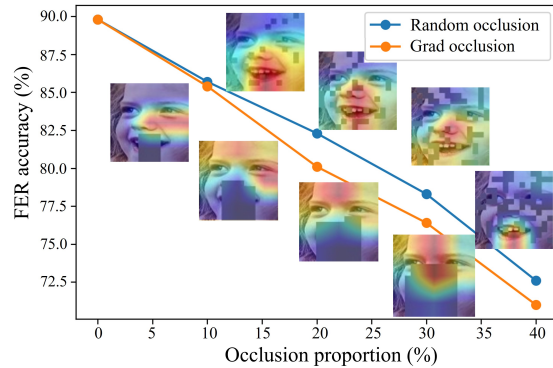 Random occlusion
Grad occlusion
FER accuracy (%)
90.0
87.5
85.0
82.5
80.0
77.5
75.0
72.5
0 5 10 15 20 25 30 35 40
Occlusion proportion (%)